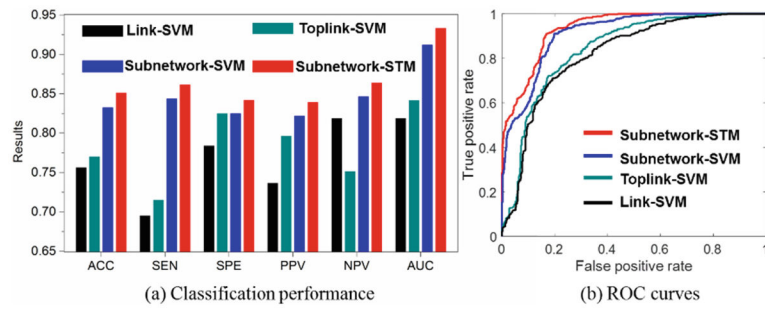 0.95
0.90
0.85
0.80
0.75
0.70
0.65
Results
Link-SVM
Toplink-SVM
Subnetwork-SVM
Subnetwork-STM
ACC SEN SPE PPV NPV AUC
(a) Classification performance
1
0.8
0.6
0.4
0.2
0
True positive rate
Subnetwork-STM
Subnetwork-SVM
Toplink-SVM
Link-SVM
0 0.2 0.4 0.6 0.8 1
False positive rate
(b) ROC curves